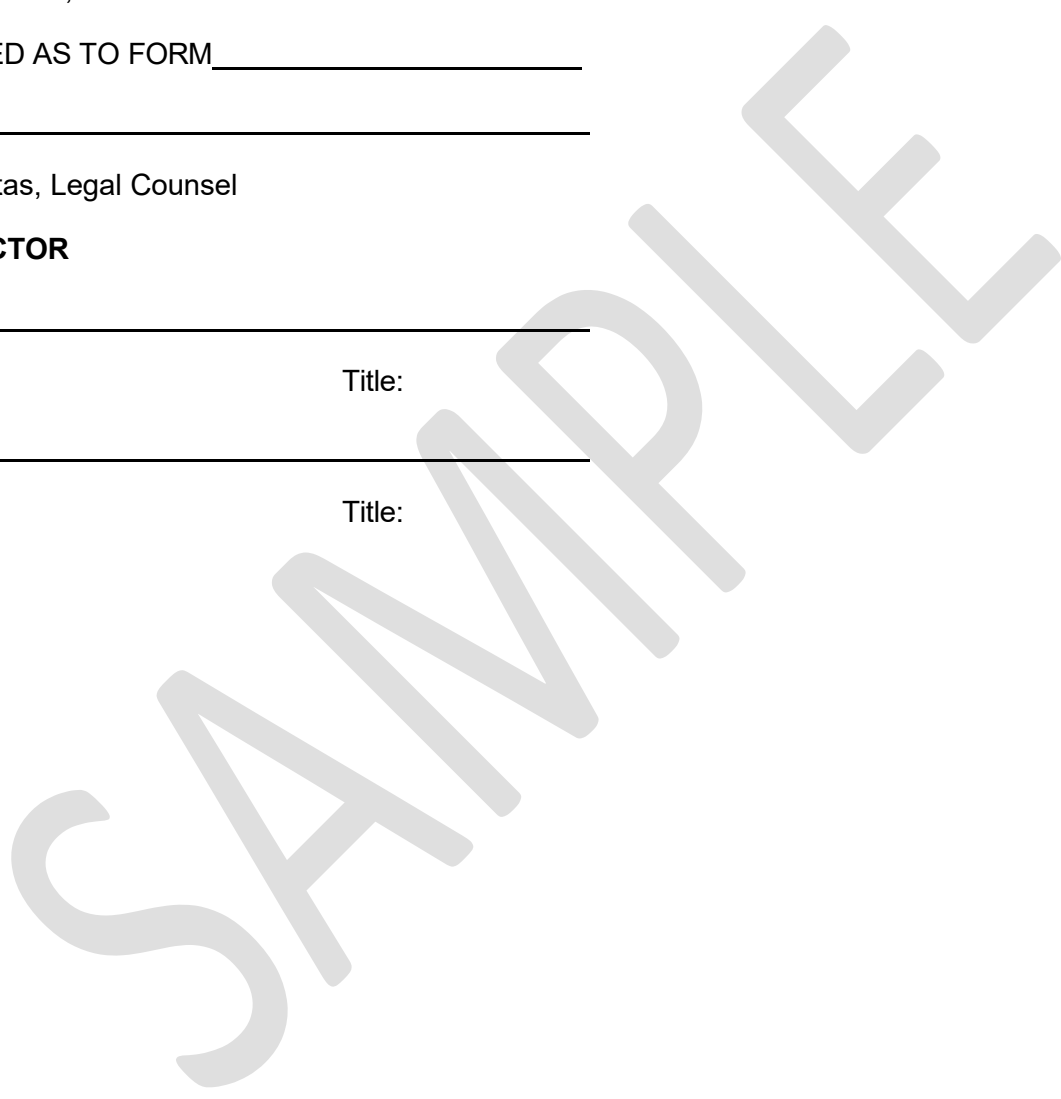 ED AS TO FORM
tas, Legal Counsel
CTOR
Title:
Title:
SAMPLE